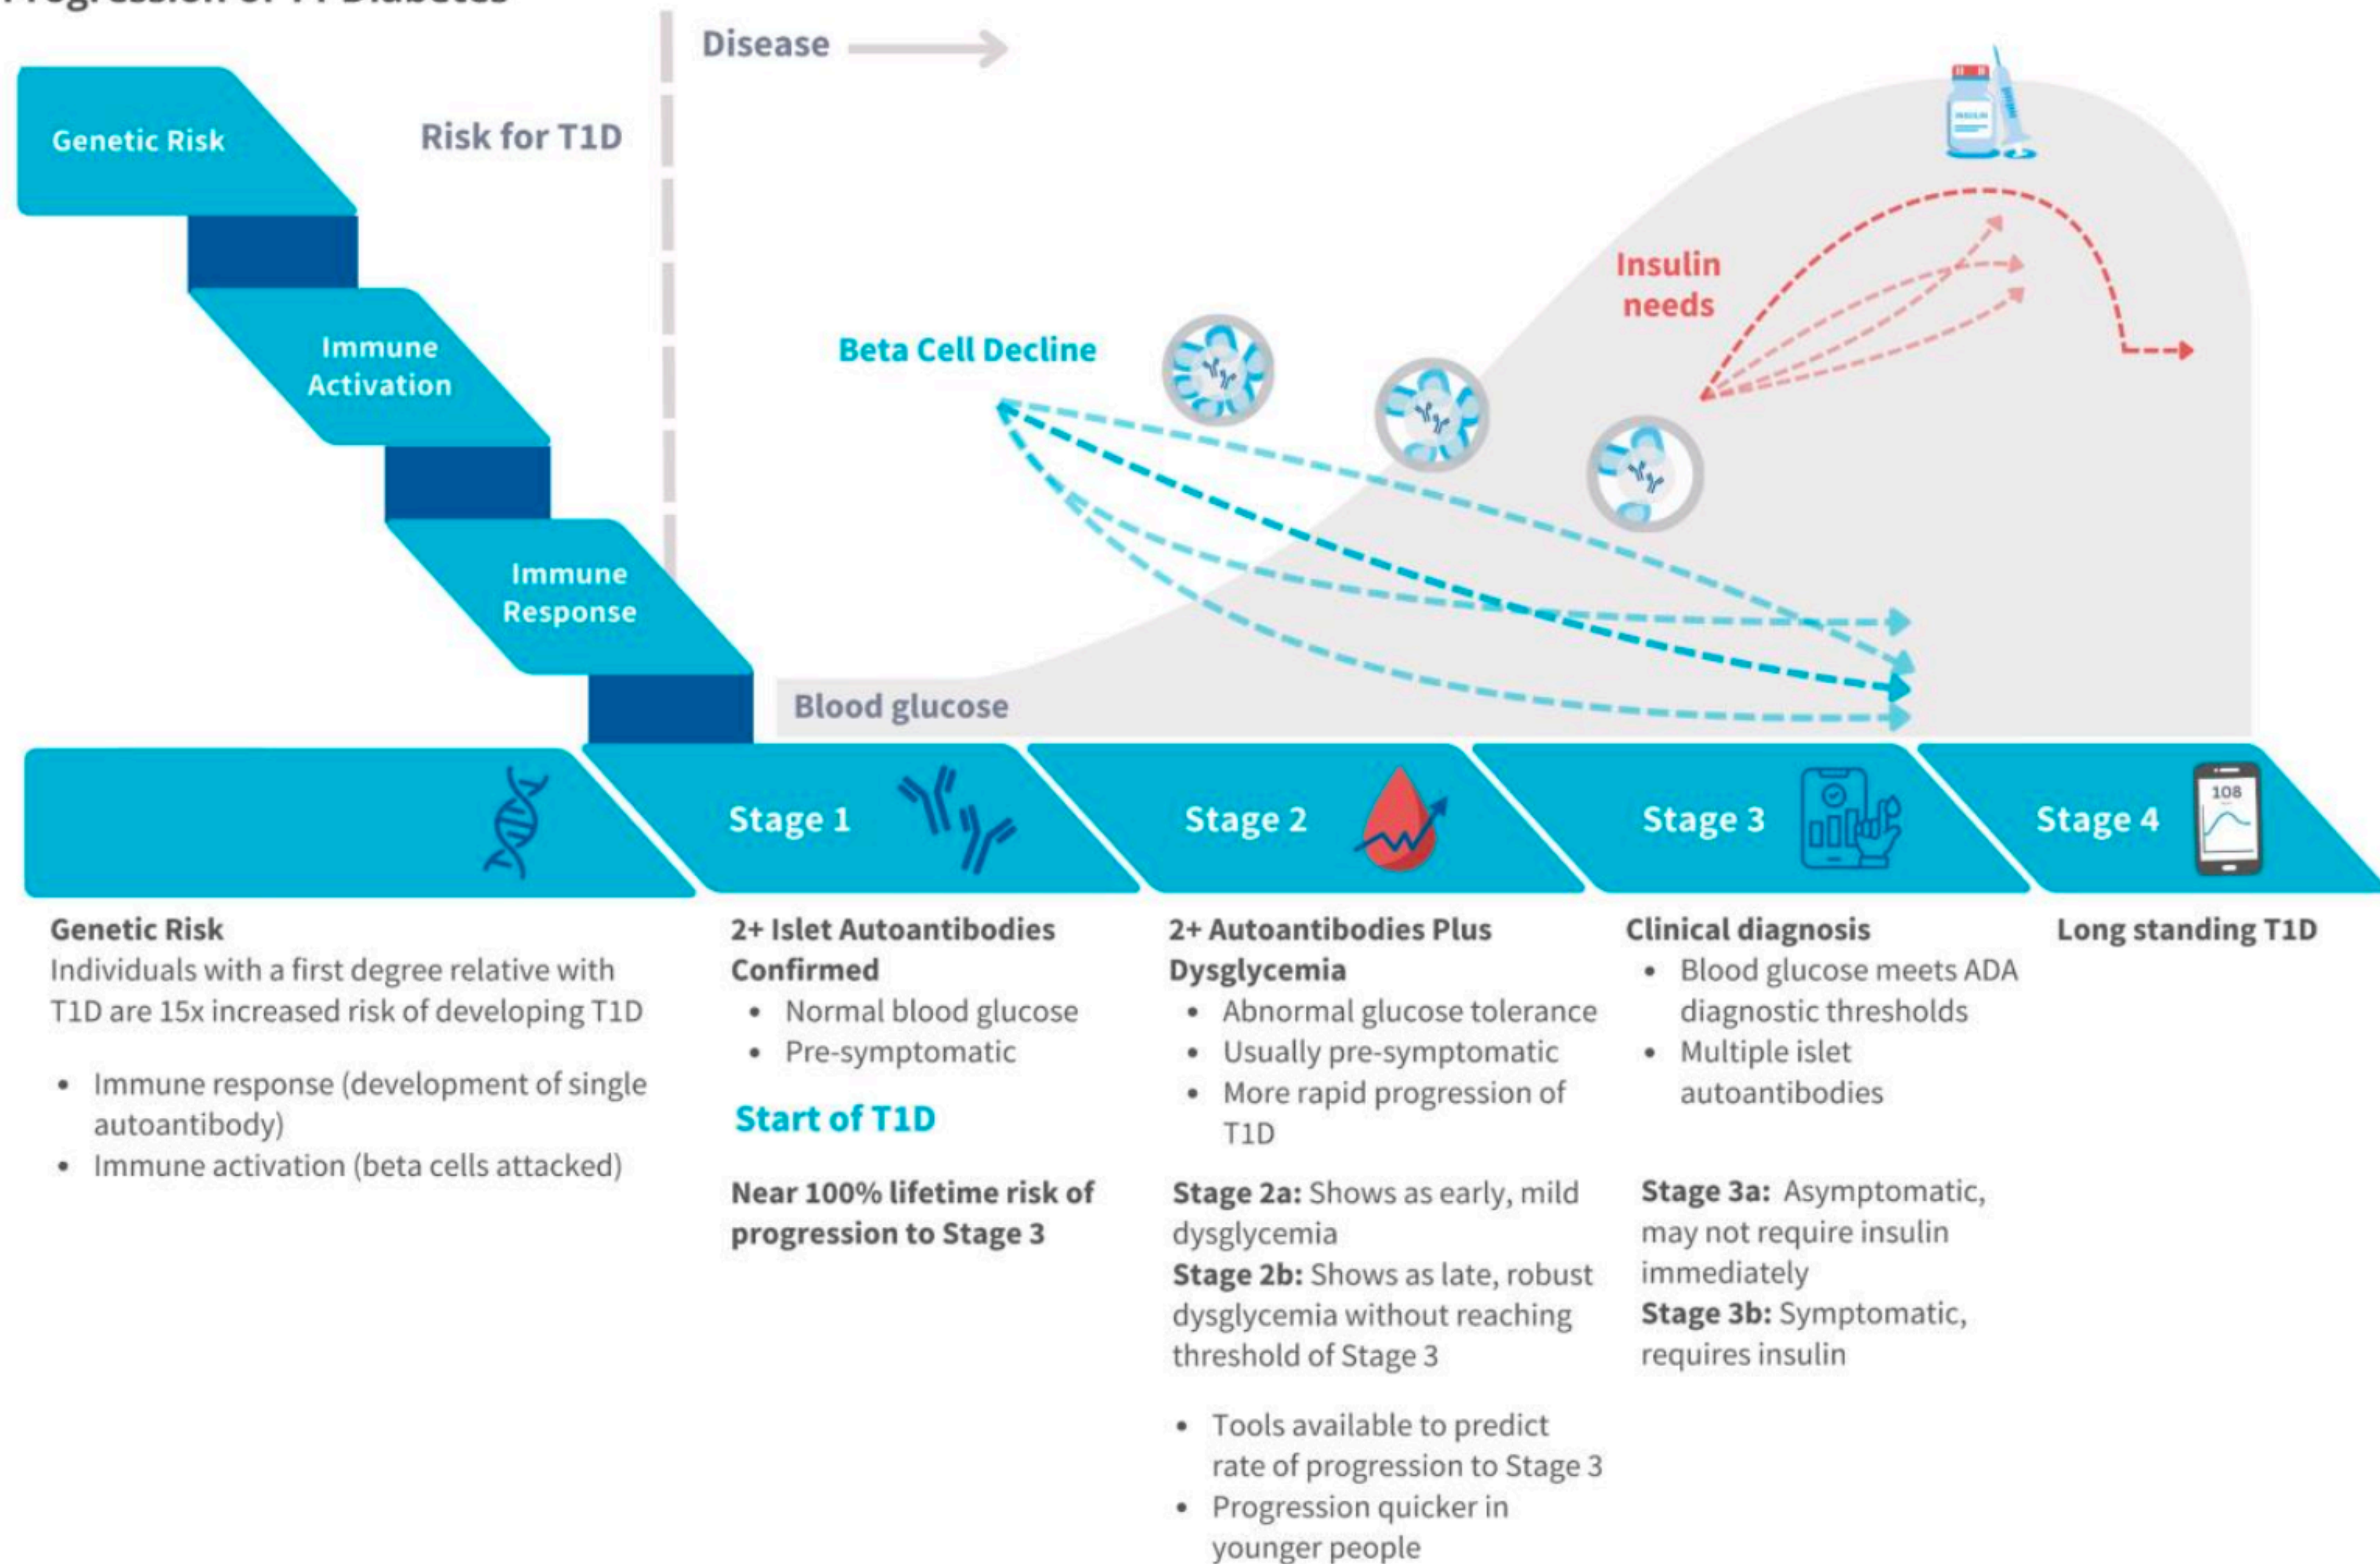 Progression of T1 Diabetes
Disease
Risk for T1D
Genetic Risk
Immune
Activation
Immune
Response
Beta Cell Decline
Insulin
needs
INSULIN
Blood glucose
Stage 1
Stage 2
Stage 3
Stage 4
108
Genetic Risk
Individuals with a first degree relative with
T1D are 15x increased risk of developing T1D
• Immune response (development of single
autoantibody)
• Immune activation (beta cells attacked)
2+ Islet Autoantibodies
Confirmed
• Normal blood glucose
• Pre-symptomatic
Start of T1D
Near 100% lifetime risk of
progression to Stage 3
2+ Autoantibodies Plus
Dysglycemia
• Abnormal glucose tolerance
• Usually pre-symptomatic
• More rapid progression of
T1D
Stage 2a: Shows as early, mild
dysglycemia
Stage 2b: Shows as late, robust
dysglycemia without reaching
threshold of Stage 3
• Tools available to predict
rate of progression to Stage 3
• Progression quicker in
younger people
Clinical diagnosis
• Blood glucose meets ADA
diagnostic thresholds
• Multiple islet
autoantibodies
Stage 3a: Asymptomatic,
may not require insulin
immediately
Stage 3b: Symptomatic,
requires insulin
Long standing T1D